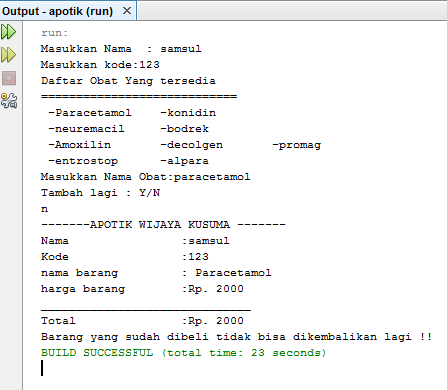 Output - apotik (run)
run:
Masukkan Nama  : samsul
Masukkan kode:123
Daftar Obat Yang tersedia
============================
-Paracetamol    -konidin
-neuremacil     -bodrek
-Amoxilin       -decolgen       -promag
-entrostop      -alpara
Masukkan Nama Obat:paracetamol
Tambah lagi : Y/N
n
-------APOTIK WIJAYA KUSUMA -------
Nama                :samsul
Kode                :123
nama barang         : Paracetamol
harga barang        :Rp. 2000
______________________________
Total               :Rp. 2000
Barang yang sudah dibeli tidak bisa dikembalikan lagi !!
BUILD SUCCESSFUL (total time: 23 seconds)